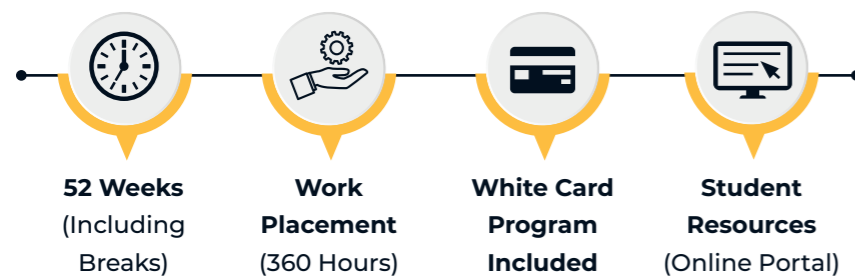 52 Weeks
(Including
Breaks)
Work
Placement
(360 Hours)
White Card
Program
Included
Student
Resources
(Online Portal)